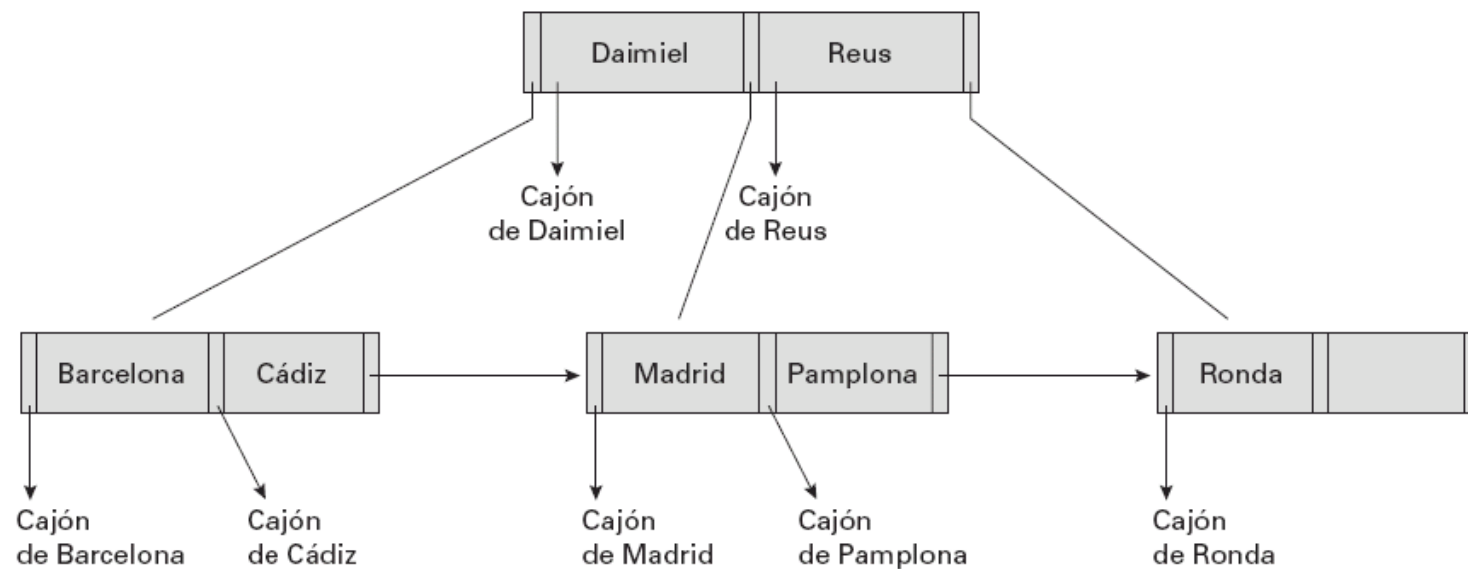 Daimiel
Reus
Cajón
de Daimiel
Cajón
de Reus
Barcelona
Cádiz
Madrid
Pamplona
Ronda
Cajón
de Barcelona
Cajón
de Cádiz
Cajón
de Madrid
Cajón
de Pamplona
Cajón
de Ronda